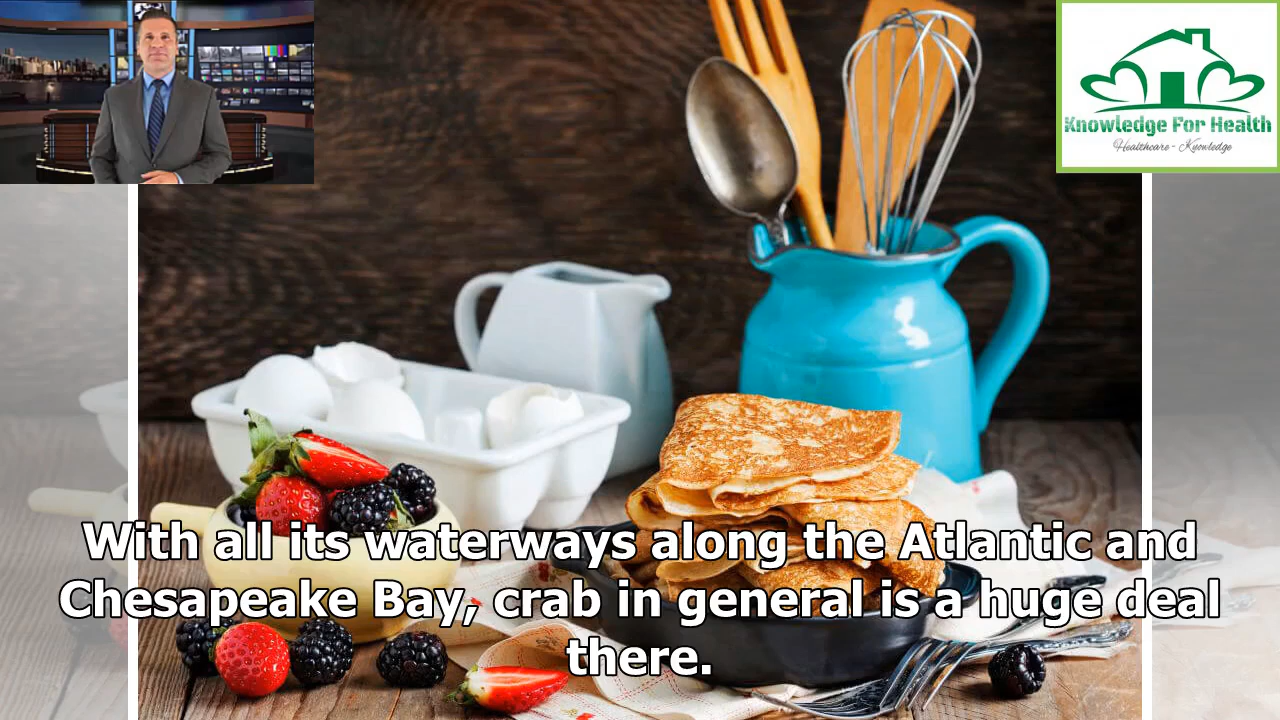 Knowledge For Health
Healthcare - Knowledge
With all its waterways along the Atlantic and
Chesapeake Bay, crab in general is a huge deal
there.